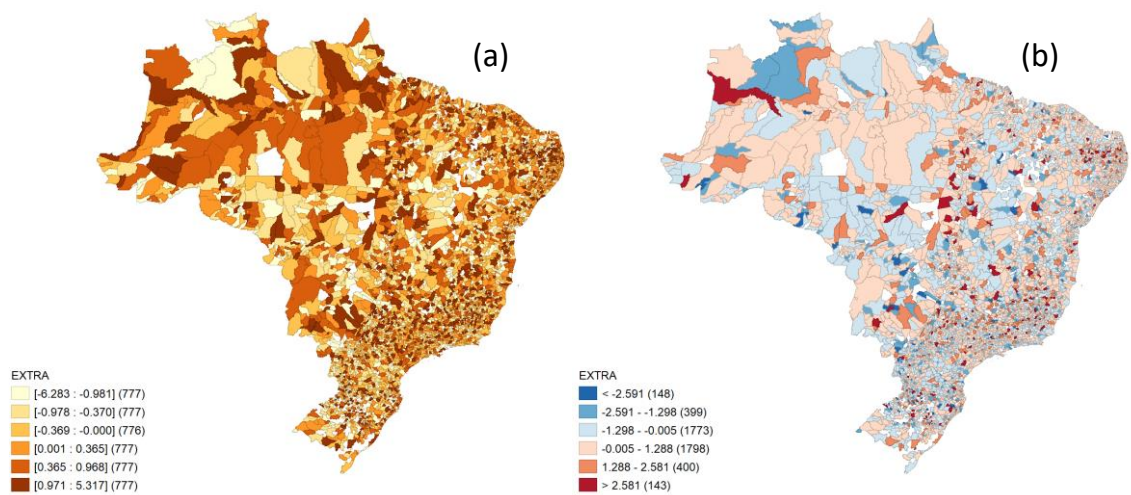 (a)
EXTRA
[-6.283 : -0.981] (777)
[-0.978 : -0.370] (777)
[-0.369 : -0.000] (776)
[0.001 : 0.365] (777)
[0.365 : 0.968] (777)
[0.971 : 5.317] (777)
(b)
EXTRA
< -2.591 (148)
-2.591 - -1.298 (399)
-1.298 - -0.005 (1773)
-0.005 - 1.288 (1798)
1.288 - 2.581 (400)
> 2.581 (143)